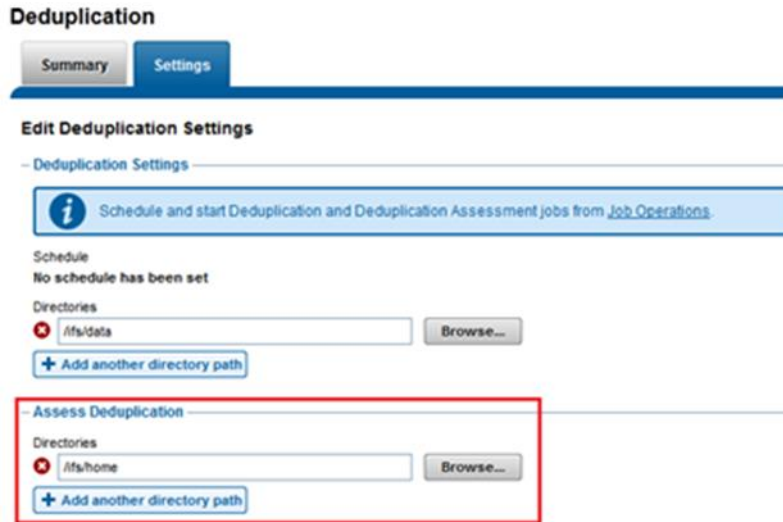 Deduplication
Summary Settings
Edit Deduplication Settings
Deduplication Settings
i Schedule and start Deduplication and Deduplication Assessment jobs from Job Operations.
Schedule
No schedule has been set
Directories
/ifs/data Browse...
+ Add another directory path
Assess Deduplication
Directories
/ifs/home Browse...
+ Add another directory path